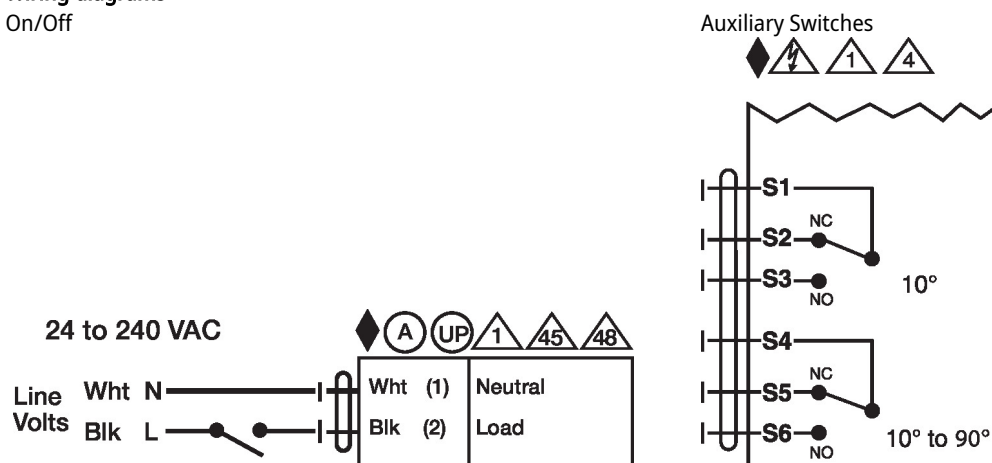 On/Off
24 to 240 VAC
A UP 1 45 48
Line Volts
Wht N
Wht (1) Neutral
Blk L
Blk (2) Load
Auxiliary Switches
1 4
S1
NC
S2
S3
NO
10°
S4
NC
S5
S6
NO
10° to 90°